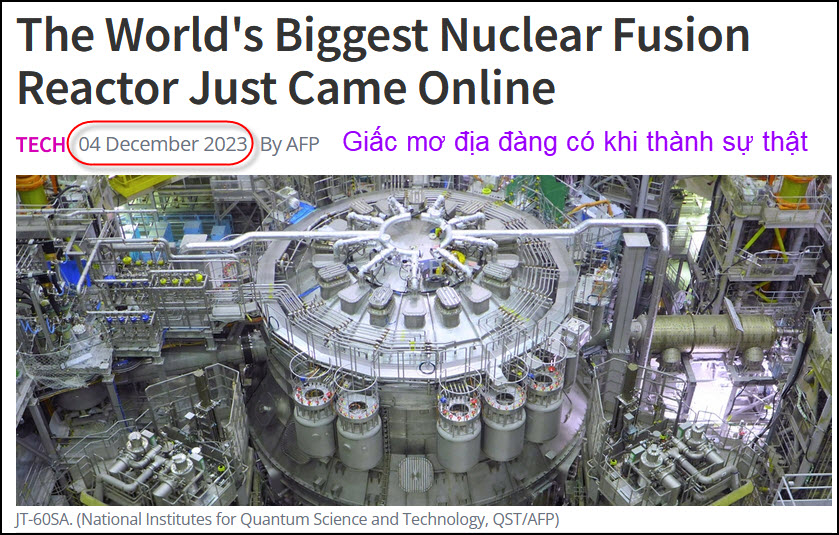 The World's Biggest Nuclear Fusion
Reactor Just Came Online
TECH 04 December 2023 By AFP Giấc mơ địa đàng có khi thành sự thật
JT-60SA. (National Institutes for Quantum Science and Technology, QST/AFP)